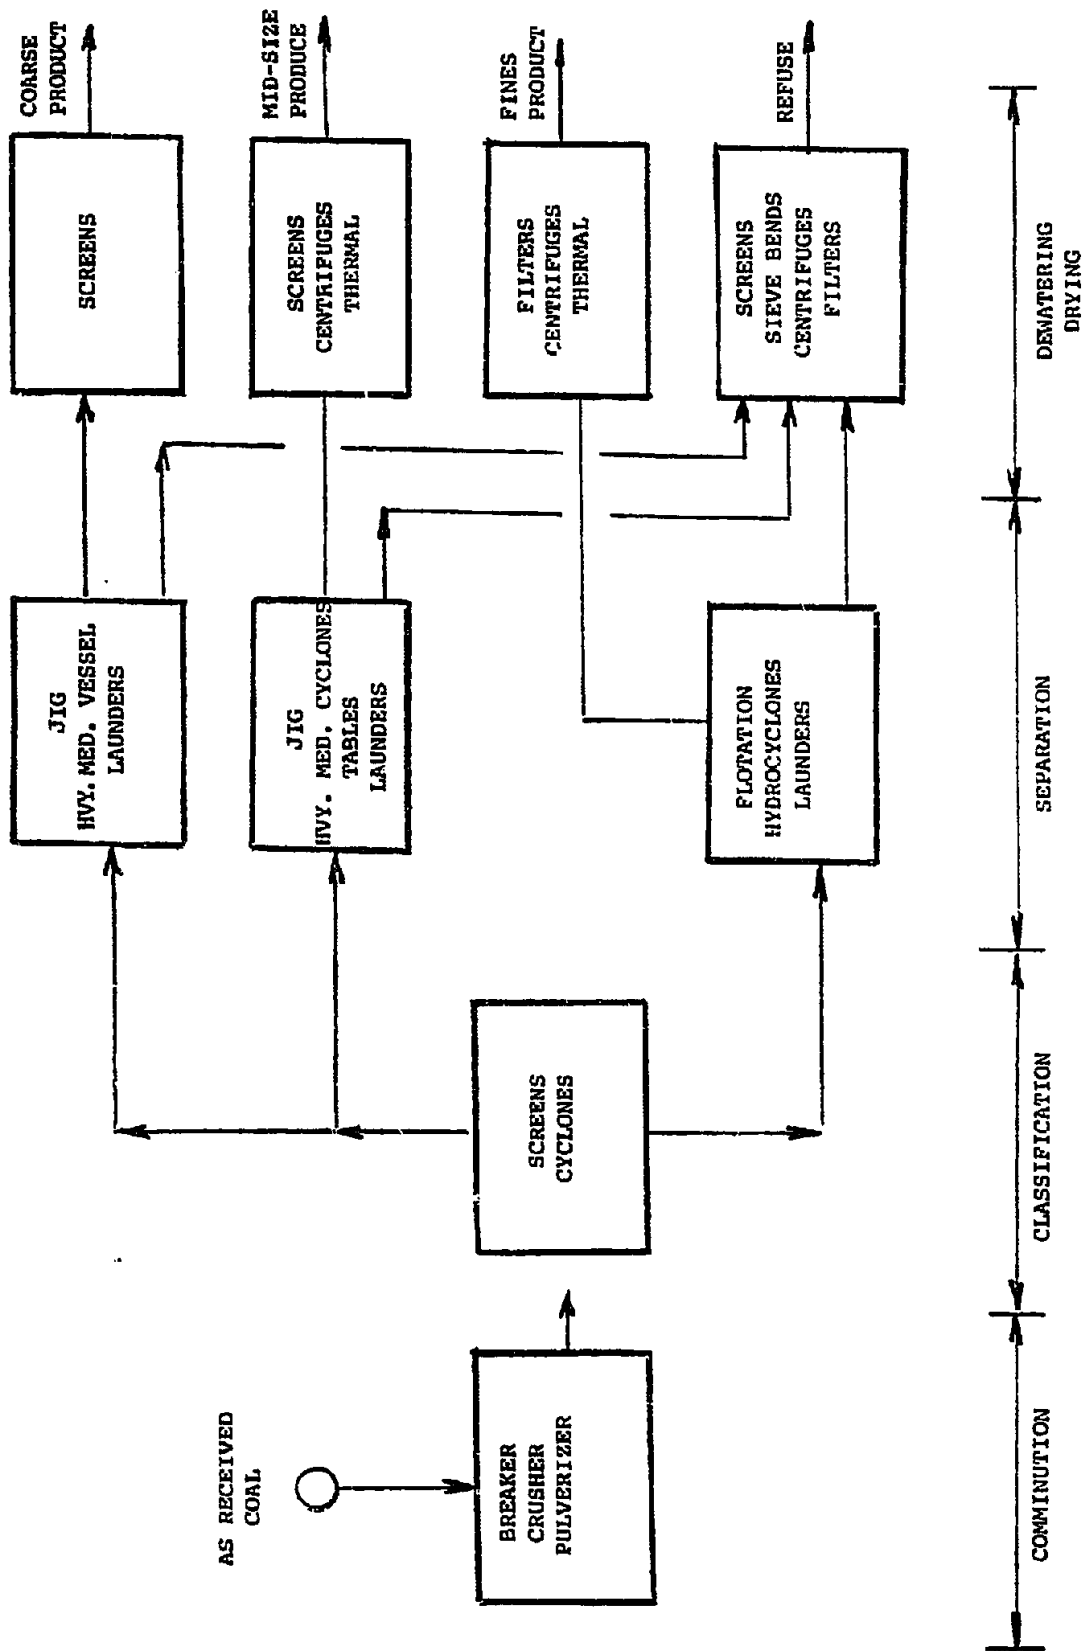 AS RECEIVED
COAL
BREAKER
CRUSHER
PULVERIZER
SCREENS
CYCLONES
JIG
HVY. MED. VESSEL
LAUNDERS
JIG
HVY. MED. CYCLONES
TABLES
LAUNDERS
FLOTATION
HYDROCYCLONES
LAUNDERS
SCREENS
SCREENS
CENTRIFUGES
THERMAL
FILTERS
CENTRIFUGES
THERMAL
SCREENS
SIEVE BENDS
CENTRIFUGES
FILTERS
COARSE
PRODUCT
MID-SIZE
PRODUCE
FINES
PRODUCT
REFUSE
COMMINUTION
CLASSIFICATION
SEPARATION
DEWATERING
DRYING